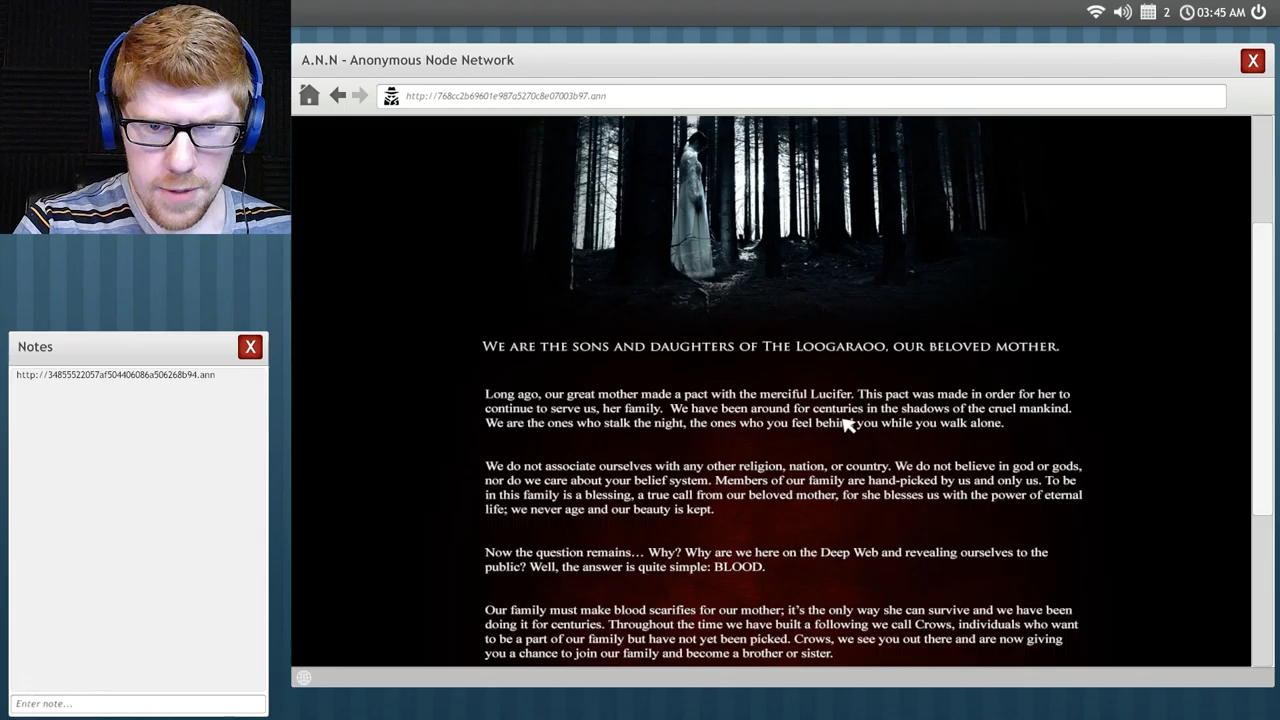 2
03:45 AM
A.N.N - Anonymous Node Network
X
http://768cc2b69601e987a5270c8e07003b97.ann
WE ARE THE SONS AND DAUGHTERS OF THE LOOGARAOO, OUR BELOVED MOTHER.
Long ago, our great mother made a pact with the merciful Lucifer. This pact was made in order for her to
continue to serve us, her family. We have been around for centuries in the shadows of the cruel mankind.
We are the ones who stalk the night, the ones who you feel behind you while you walk alone.
We do not associate ourselves with any other religion, nation, or country. We do not believe in god or gods,
nor do we care about your belief system. Members of our family are hand-picked by us and only us. To be
in this family is a blessing, a true call from our beloved mother, for she blesses us with the power of eternal
life; we never age and our beauty is kept.
Now the question remains... Why? Why are we here on the Deep Web and revealing ourselves to the
public? Well, the answer is quite simple: BLOOD.
Our family must make blood scarifies for our mother; it's the only way she can survive and we have been
doing it for centuries. Throughout the time we have built a following we call Crows, individuals who want
to be a part of our family but have not yet been picked. Crows, we see you out there and are now giving
you a chance to join our family and become a brother or sister.
Notes
X
http://34855522057af504406086a506268b94.ann
Enter note...